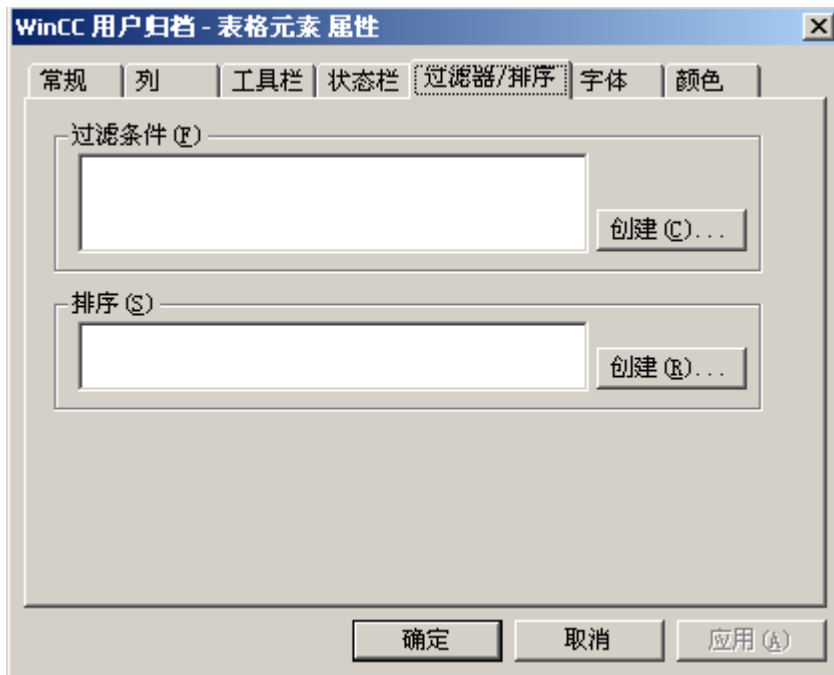 WinCC 用户归档 - 表格元素 属性
常规 列 工具栏 状态栏 过滤器/排序 字体 颜色
过滤条件(F)
创建(C)...
排序(S)
创建(R)...
确定 取消 应用(A)